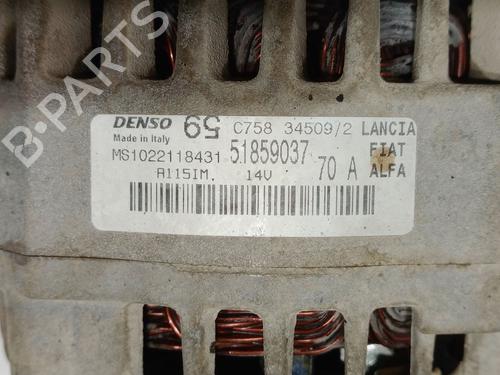 DENSO 59 C758 34509/2 LANCIA
Made in Italy
MS1022118431 51859037 FIAT
A115IM. 14V 70 A ALFA
B-PARTS